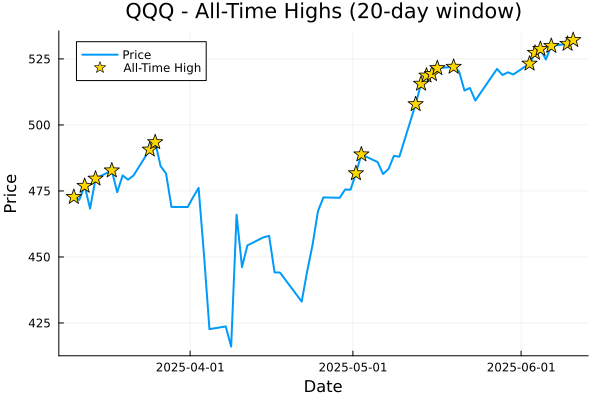 QQQ - All-Time Highs (20-day window)
Price
All-Time High
525
500
475
450
425
Price
2025-04-01
2025-05-01
2025-06-01
Date